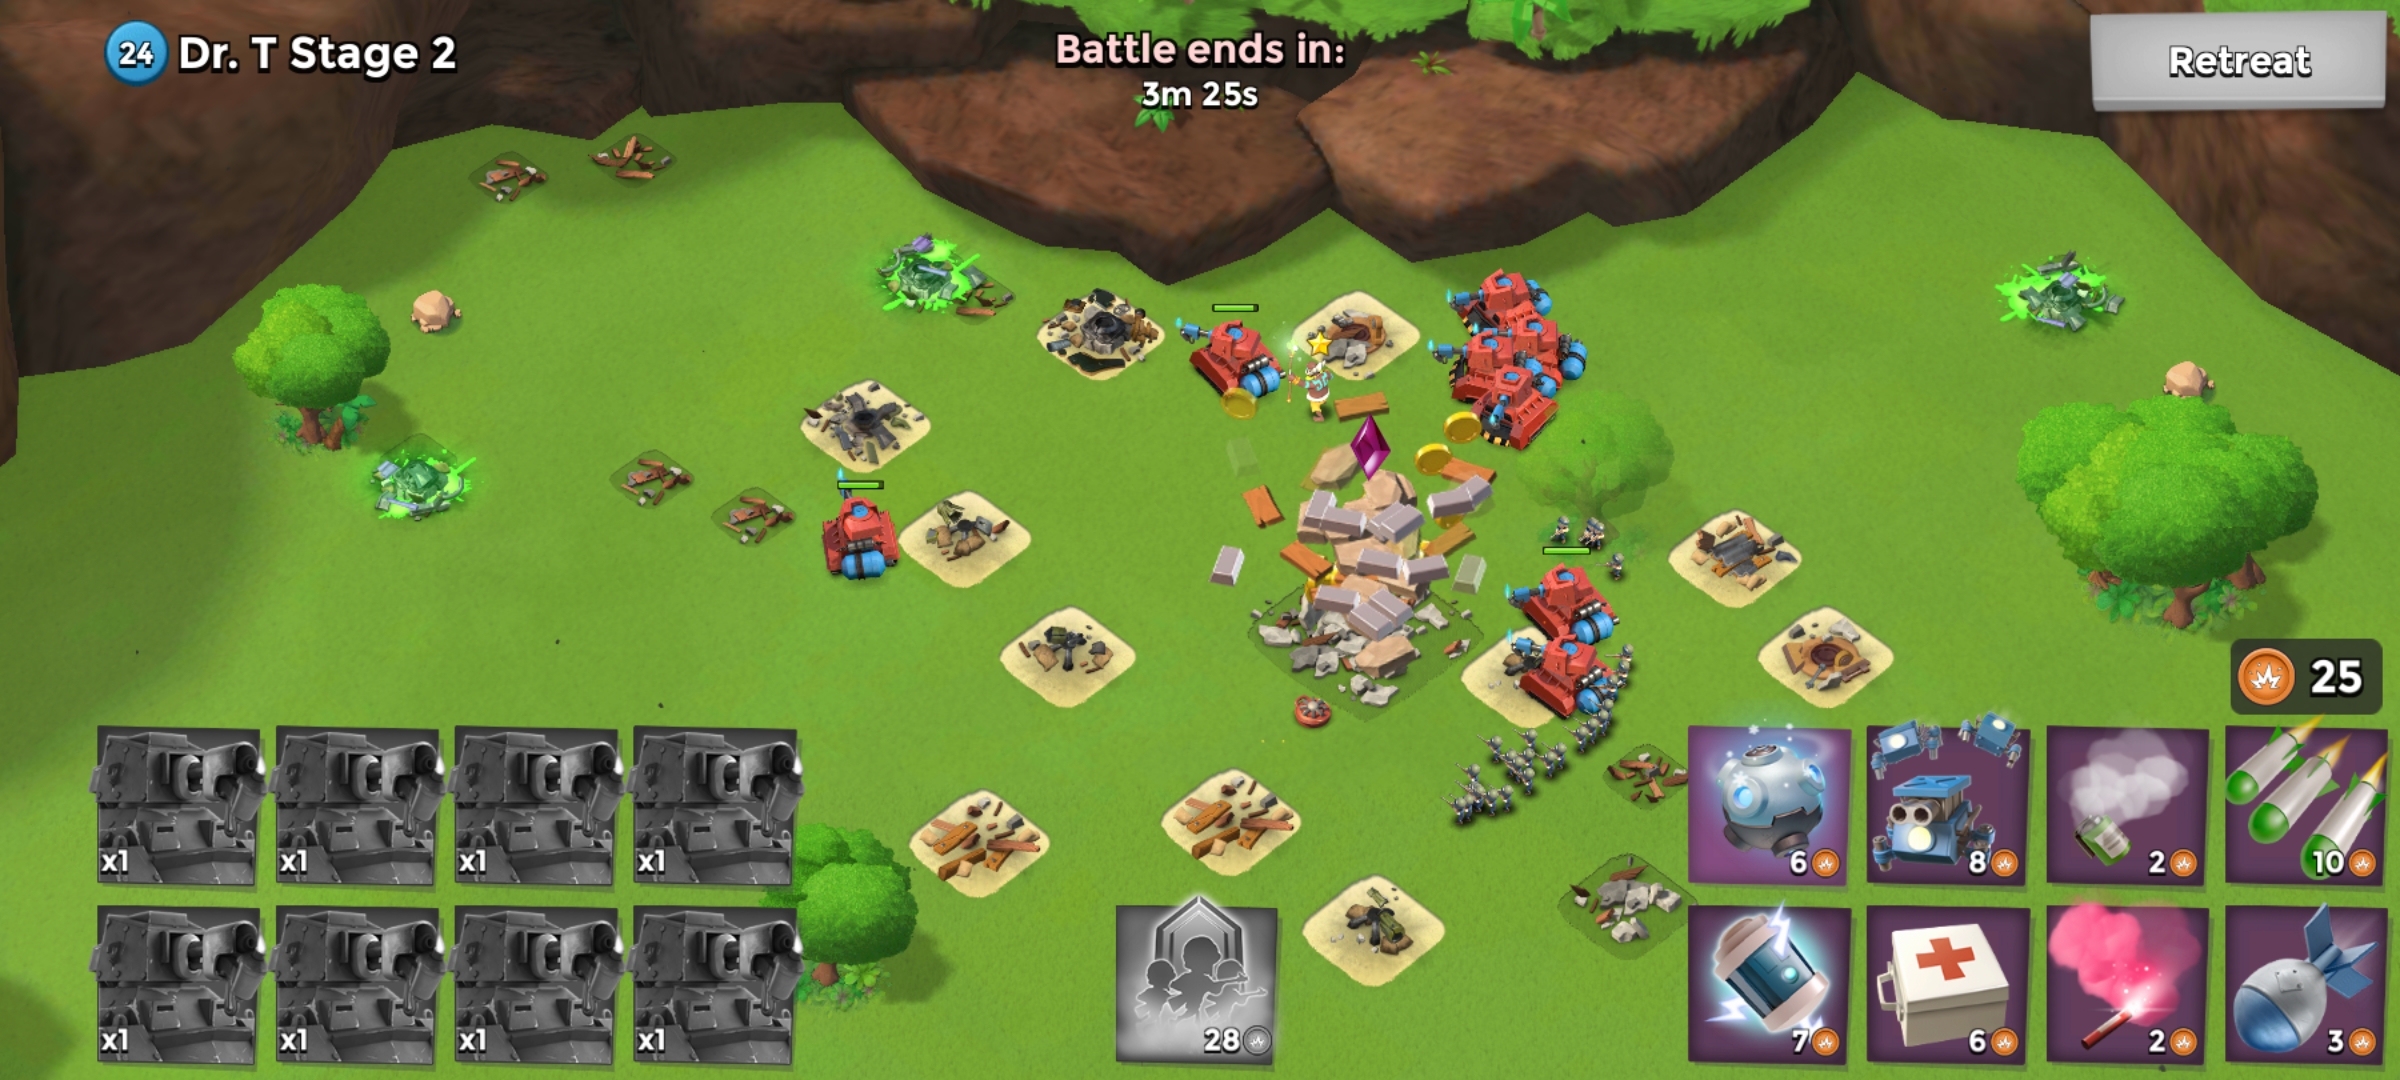 24 Dr. T Stage 2
Battle ends in:
3m 25s
Retreat
25
x1 x1 x1 x1
6 8 2 10
x1 x1 x1 x1
28
7 6 2 3